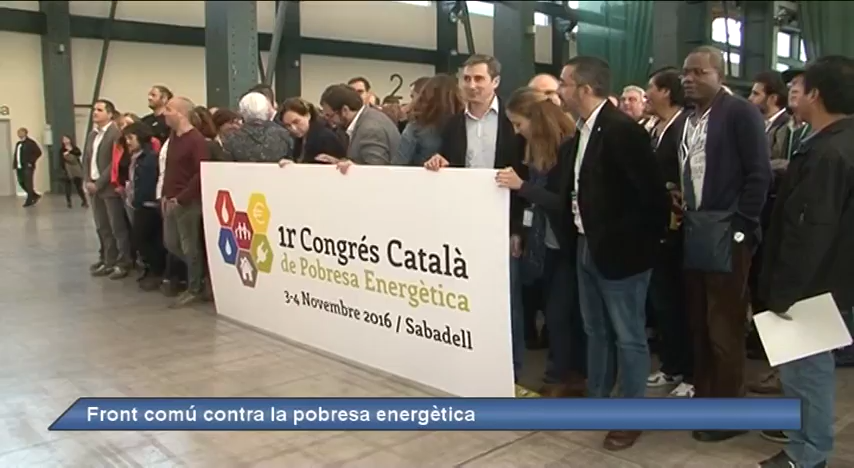 1r Congrés Català
de Pobresa Energètica
3-4 Novembre 2016 / Sabadell
Front comú contra la pobresa energètica